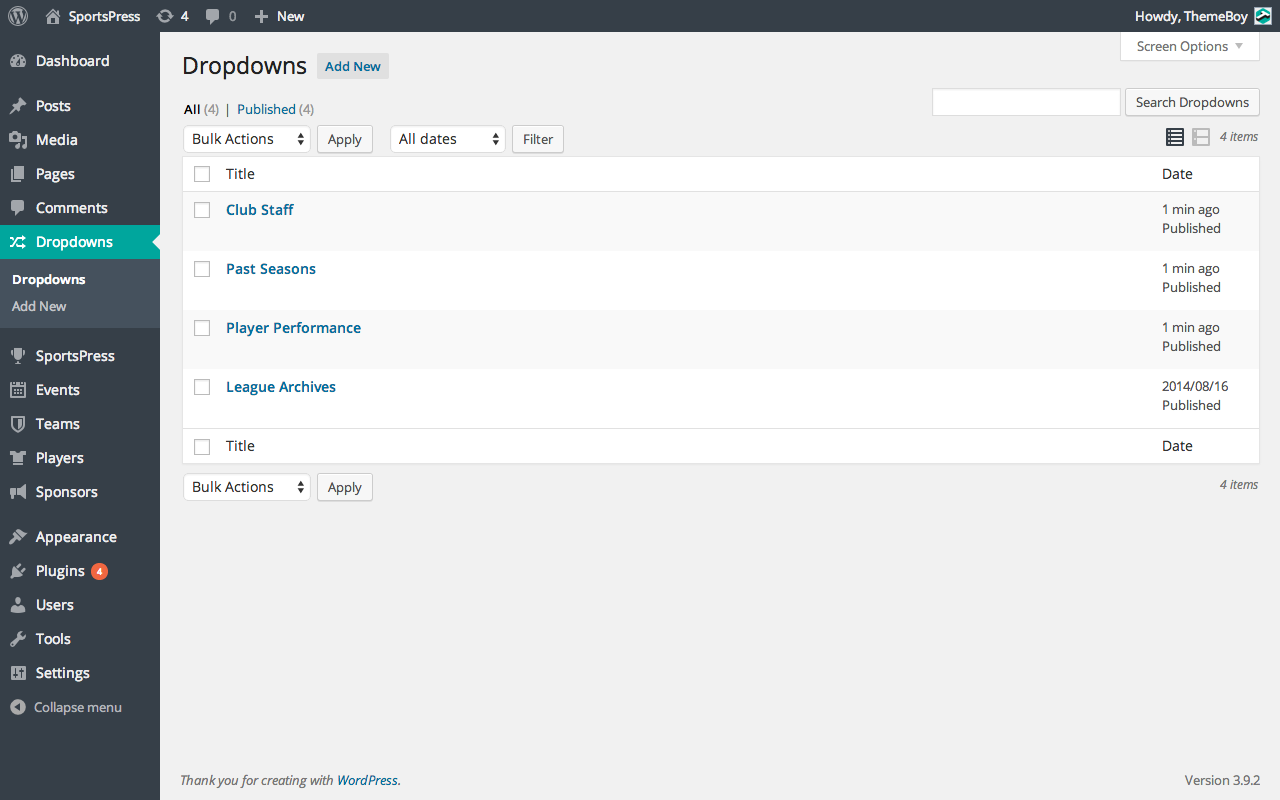 SportsPress 4 0 New Howdy, ThemeBoy
Screen Options
Dashboard
Posts
Media
Pages
Comments
Dropdowns
Dropdowns
Add New
SportsPress
Events
Teams
Players
Sponsors
Appearance
Plugins 4
Users
Tools
Settings
Collapse menu
Dropdowns Add New
All (4) | Published (4)
Search Dropdowns
Bulk Actions Apply All dates Filter 4 items
Title Date
Club Staff 1 min ago
Published
Past Seasons 1 min ago
Published
Player Performance 1 min ago
Published
League Archives 2014/08/16
Published
Title Date
Bulk Actions Apply 4 items
Thank you for creating with WordPress. Version 3.9.2